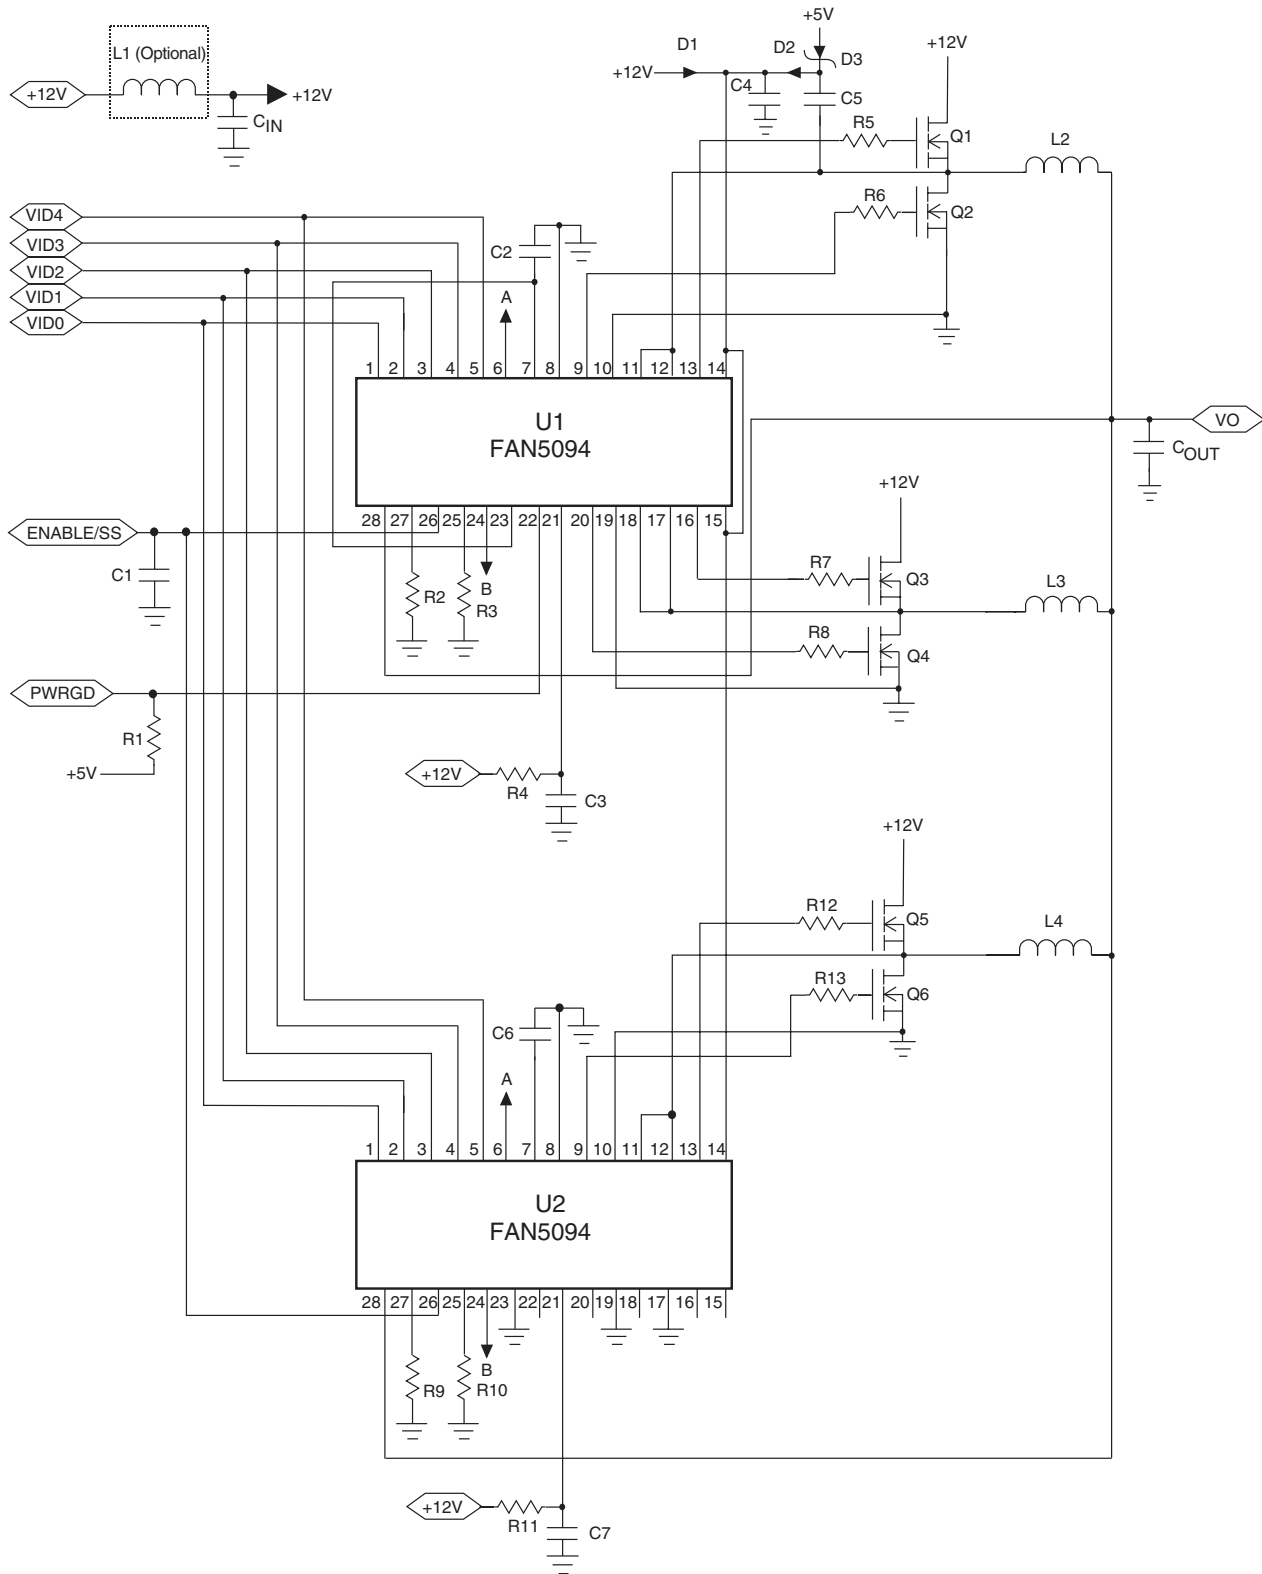 +5V
L1 (Optional)
D1
D2
D3
+12V
+12V
+12V
+12V
C4
C5
CIN
R5
Q1
L2
VID4
R6
Q2
VID3
C2
VID2
VID1
A
VID0
1 2 3 4 5 6 7 8 9 10 11 12 13 14
U1
FAN5094
VO
COUT
+12V
28 27 26 25 24 23 22 21 20 19 18 17 16 15
ENABLE/SS
C1
R7
Q3
L3
R2
B
R3
R8
Q4
PWRGD
R1
+5V
+12V
R4
C3
+12V
R12
Q5
L4
R13
Q6
C6
A
1 2 3 4 5 6 7 8 9 10 11 12 13 14
U2
FAN5094
28 27 26 25 24 23 22 21 20 19 18 17 16 15
B
R9
R10
+12V
R11
C7